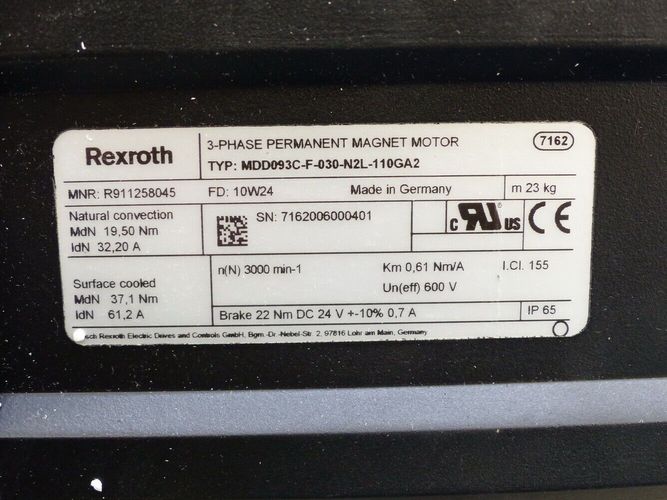 Rexroth
3-PHASE PERMANENT MAGNET MOTOR
7162
TYP: MDD093C-F-030-N2L-110GA2
MNR: R911258045 FD: 10W24 Made in Germany m 23 kg
Natural convection
MdN 19,50 Nm
IdN 32,20 A
SN: 7162006000401
c RU us CE
Surface cooled
MdN 37,1 Nm
IdN 61,2 A
n(N) 3000 min-1 Km 0,61 Nm/A I.Cl. 155
Un(eff) 600 V
Brake 22 Nm DC 24 V +-10% 0,7 A IP 65
sch Rexroth Electric Drives and Controls GmbH, Bgm.-Dr.-Nebel-Str. 2, 97816 Lohr am Main, Germany